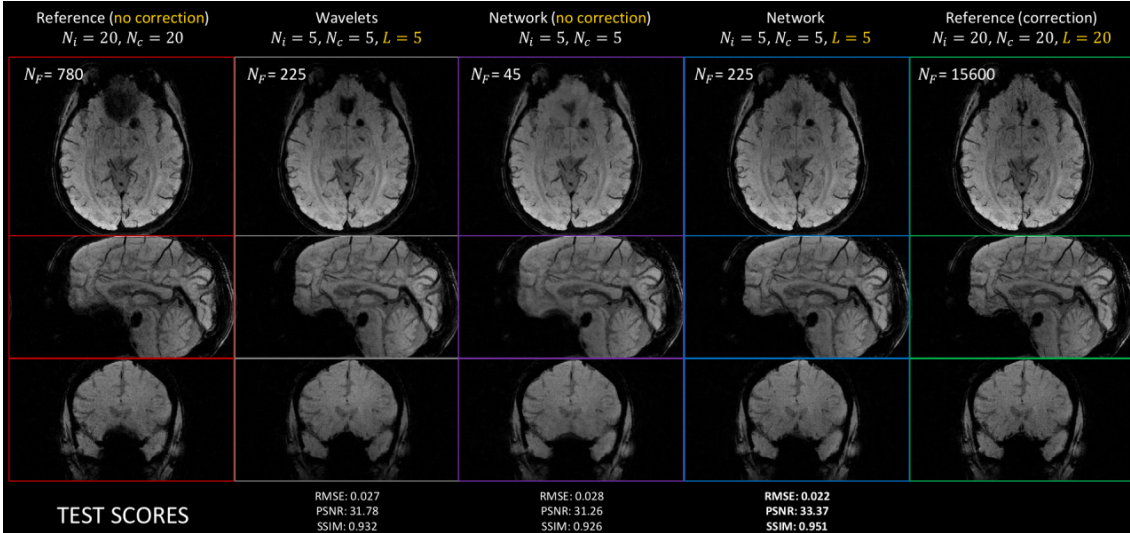 Reference (no correction)
N_i = 20, N_c = 20
Wavelets
N_i = 5, N_c = 5, L = 5
Network (no correction)
N_i = 5, N_c = 5
Network
N_i = 5, N_c = 5, L = 5
Reference (correction)
N_i = 20, N_c = 20, L = 20
N_F = 780
N_F = 225
N_F = 45
N_F = 225
N_F = 15600
TEST SCORES
RMSE: 0.027
PSNR: 31.78
SSIM: 0.932
RMSE: 0.028
PSNR: 31.26
SSIM: 0.926
RMSE: 0.022
PSNR: 33.37
SSIM: 0.951